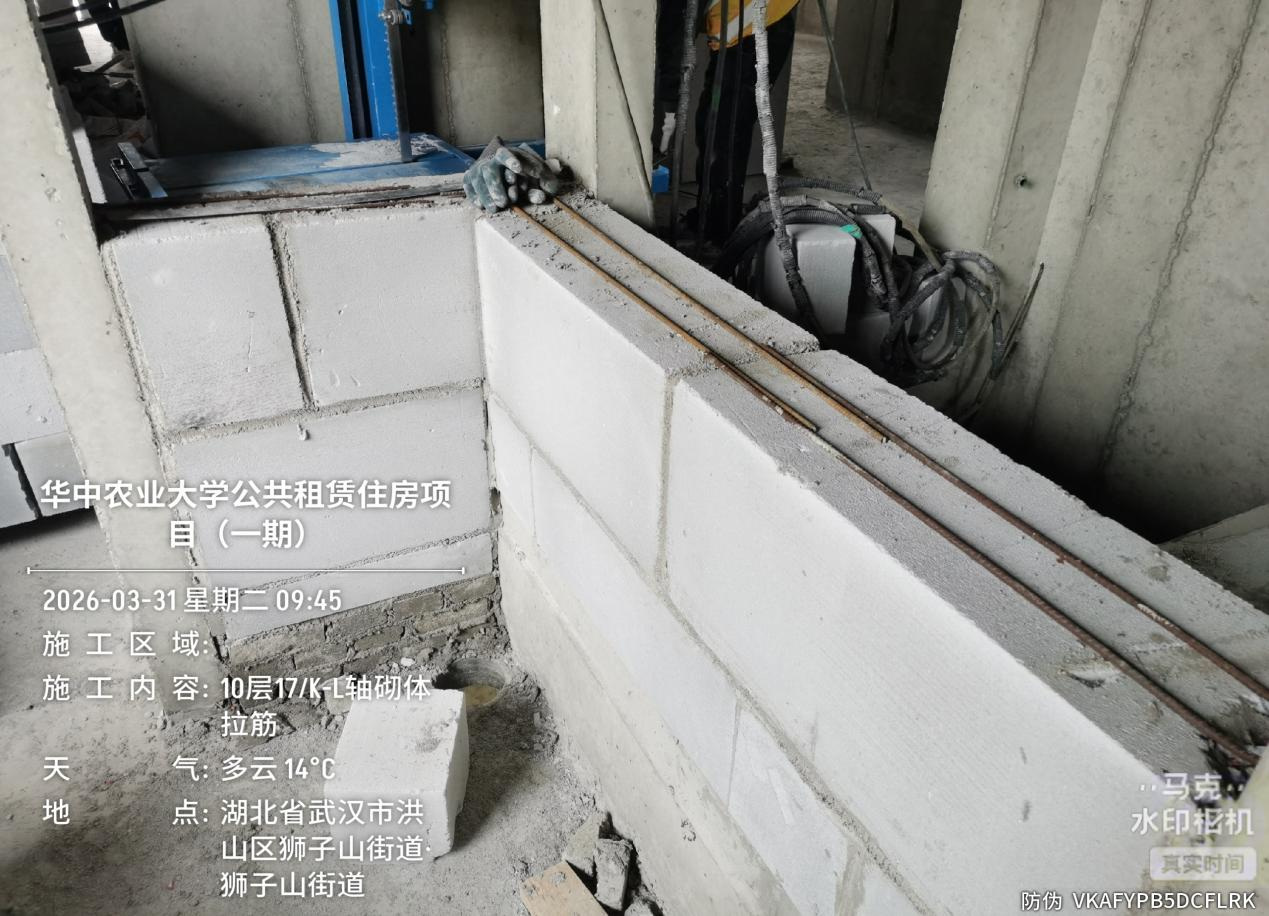 华中农业大学公共租赁住房项
目（一期）
2026-03-31 星期二 09:45
施工区域：
施工内容：10层17/K-L轴砌体
拉筋
天气：多云 14°C
地点：湖北省武汉市洪
山区狮子山街道·
狮子山街道
马克
水印相机
真实时间
防伪 VKAFYPB5DCFLRK